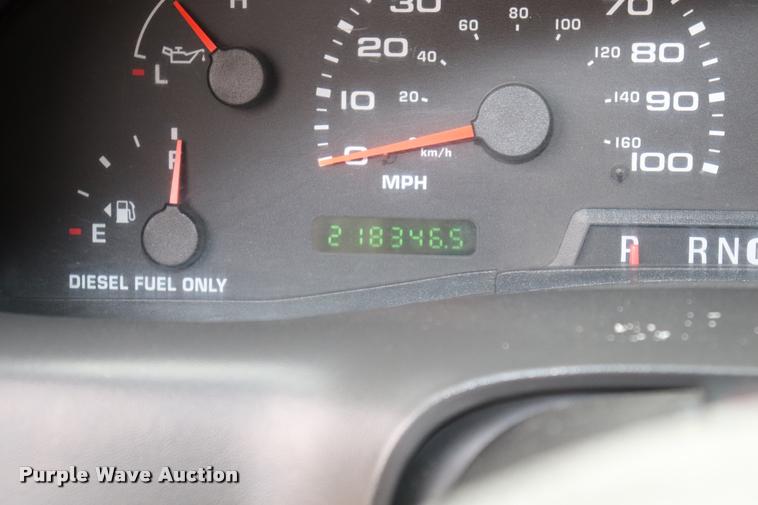 H
L
30 70
60 80 100
20 40 120 80
10 20 140 90
0 0 km/h 160 100
MPH
F
E
218346.5
P R N
DIESEL FUEL ONLY
Purple Wave Auction